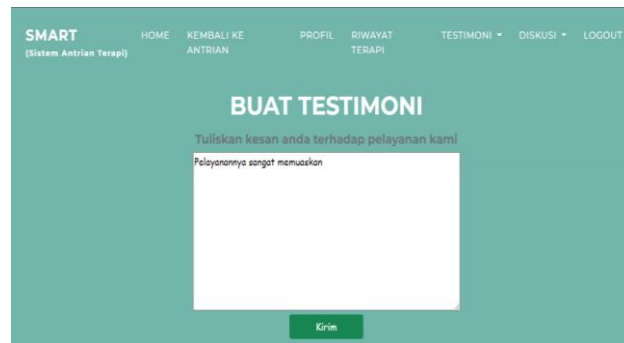 SMART
(Sistem Antrian Terapi)
HOME
KEMBALI KE
ANTRIAN
PROFIL
RIWAYAT
TERAPI
TESTIMONI
DISKUSI
LOGOUT
BUAT TESTIMONI
Tuliskan kesan anda terhadap pelayanan kami
Pelayanannya sangat memuaskan
Kirim